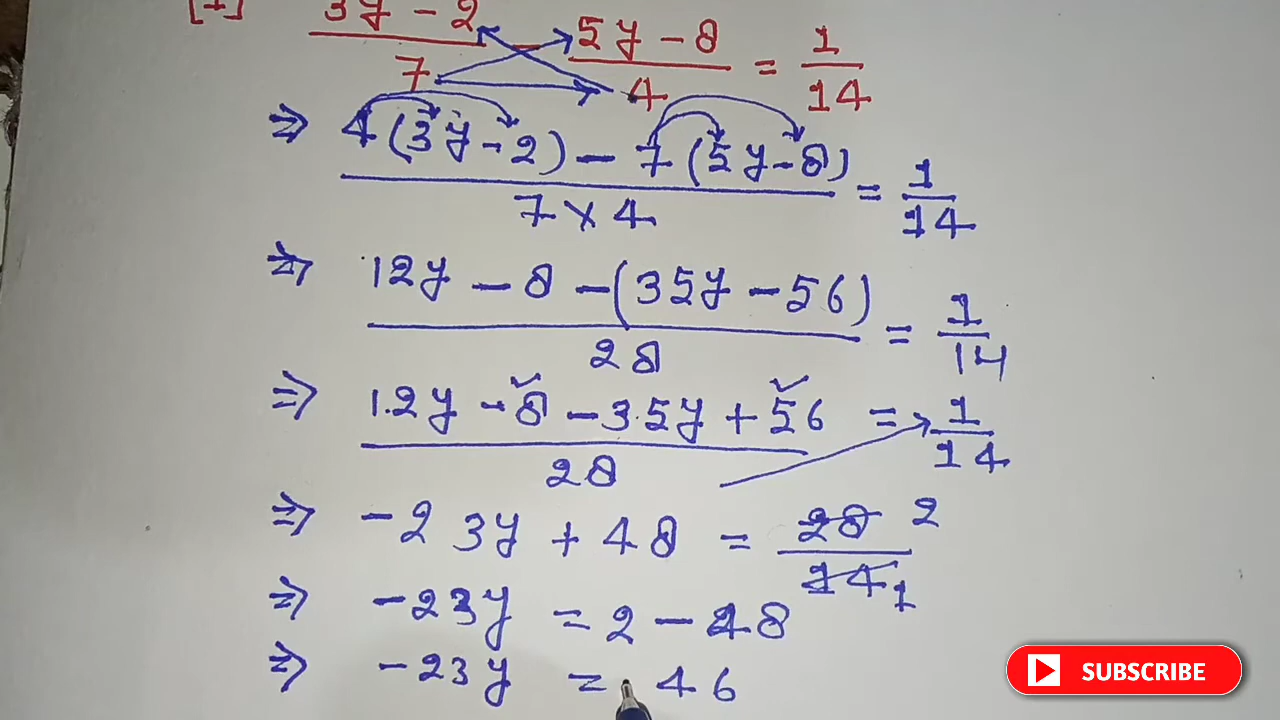 [1] 3y - 2 / 7 - 5y - 8 / 4 = 1 / 14
⇒ 4(3y - 2) - 7(5y - 8) / 7 × 4 = 1 / 14
⇒ 12y - 8 - (35y - 56) / 28 = 1 / 14
⇒ 12y - 8 - 35y + 56 / 28 = 1 / 14
⇒ -23y + 48 = 28 2 / 14 1
⇒ -23y = 2 - 48
⇒ -23y = 46
SUBSCRIBE